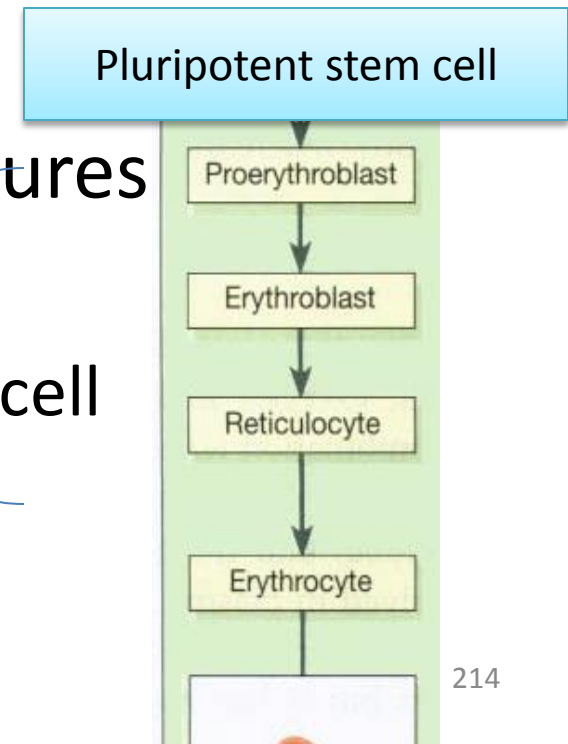 Pluripotent stem cell
ures
Proerythroblast
Erythroblast
cell
Reticulocyte
Erythrocyte
214